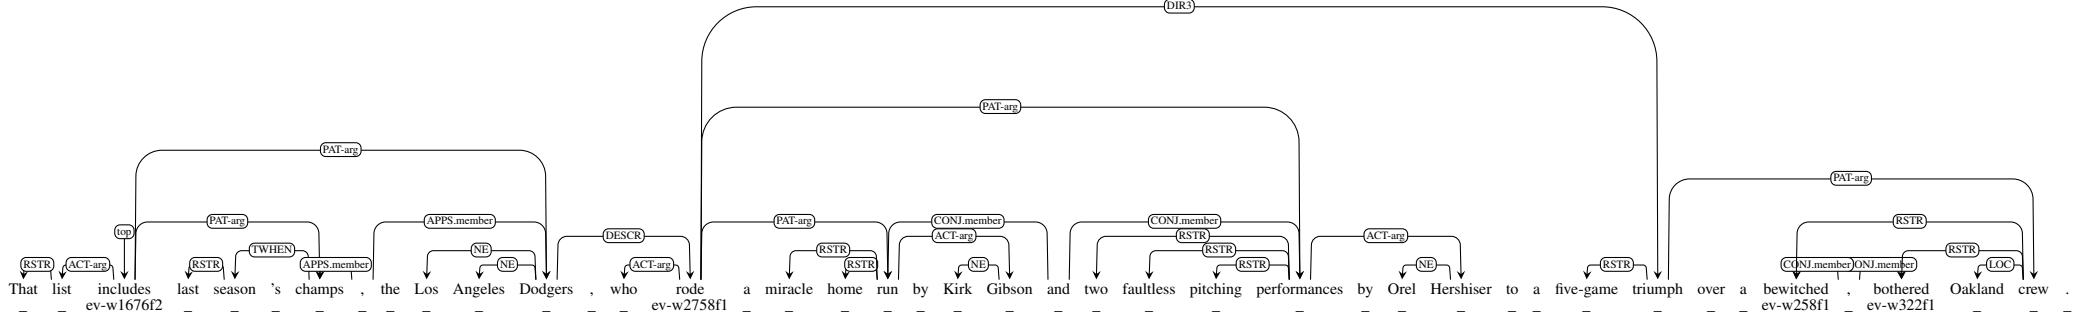 DIR3
PAT-arg
PAT-arg
PAT-arg
PAT-arg APPS.member PAT-arg CONJ.member CONJ.member RSTR
top DESCR ACT-arg RSTR ACT-arg
TWHEN NE RSTR RSTR RSTR
RSTR ACT-arg RSTR APPS.member NE ACT-arg RSTR NE RSTR NE RSTR CONJ.member ONJ.member LOC
That list includes last season 's champs , the Los Angeles Dodgers , who rode a miracle home run by Kirk Gibson and two faultless pitching performances by Orel Hershiser to a five-game triumph over a bewitched , bothered Oakland crew .
ev-w1676f2 ev-w2758f1 ev-w258f1 ev-w322f1
_ _ _ _ _ _ _ _ _ _ _ _ _ _ _ _ _ _ _ _ _ _ _ _ _ _ _ _ _ _ _ _ _ _ _ _ _ _